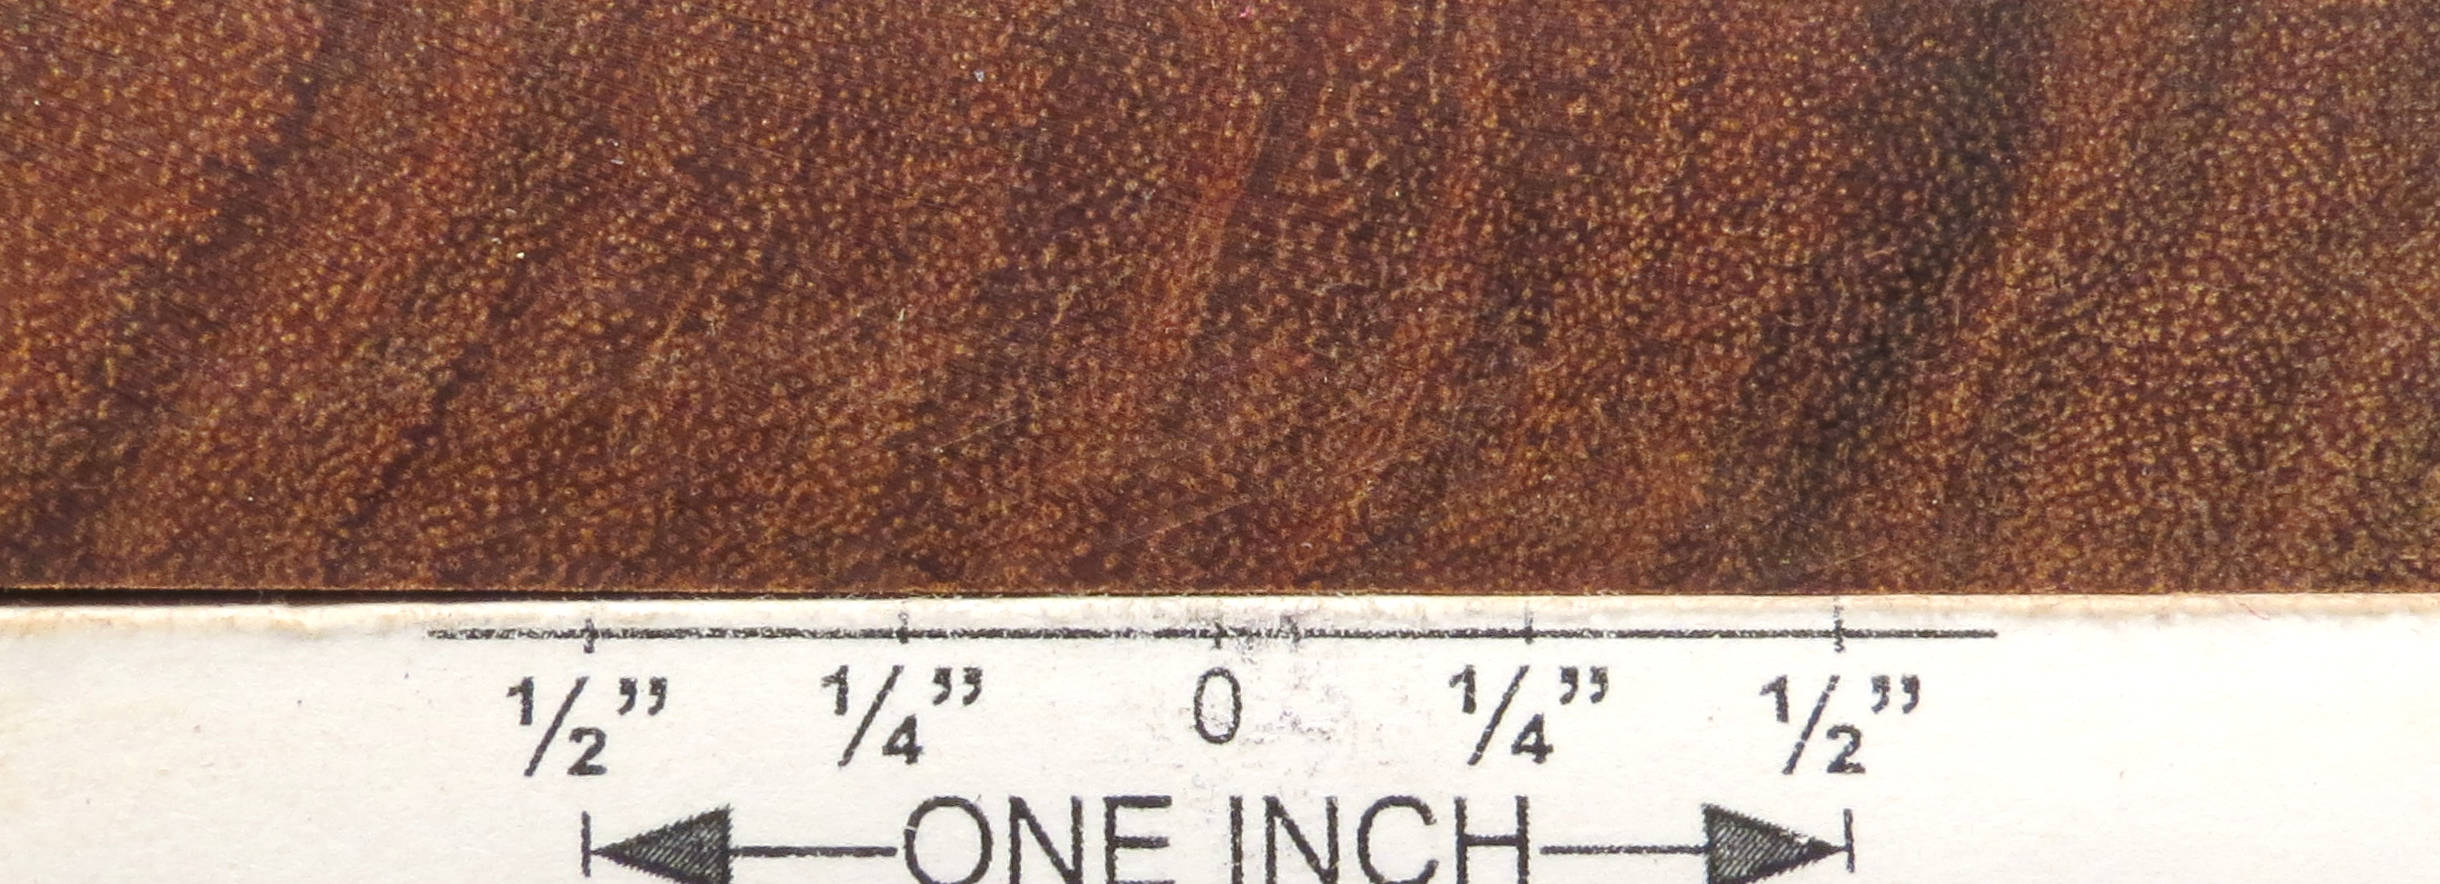 1/2” 1/4” 0 1/4” 1/2”
ONE INCH